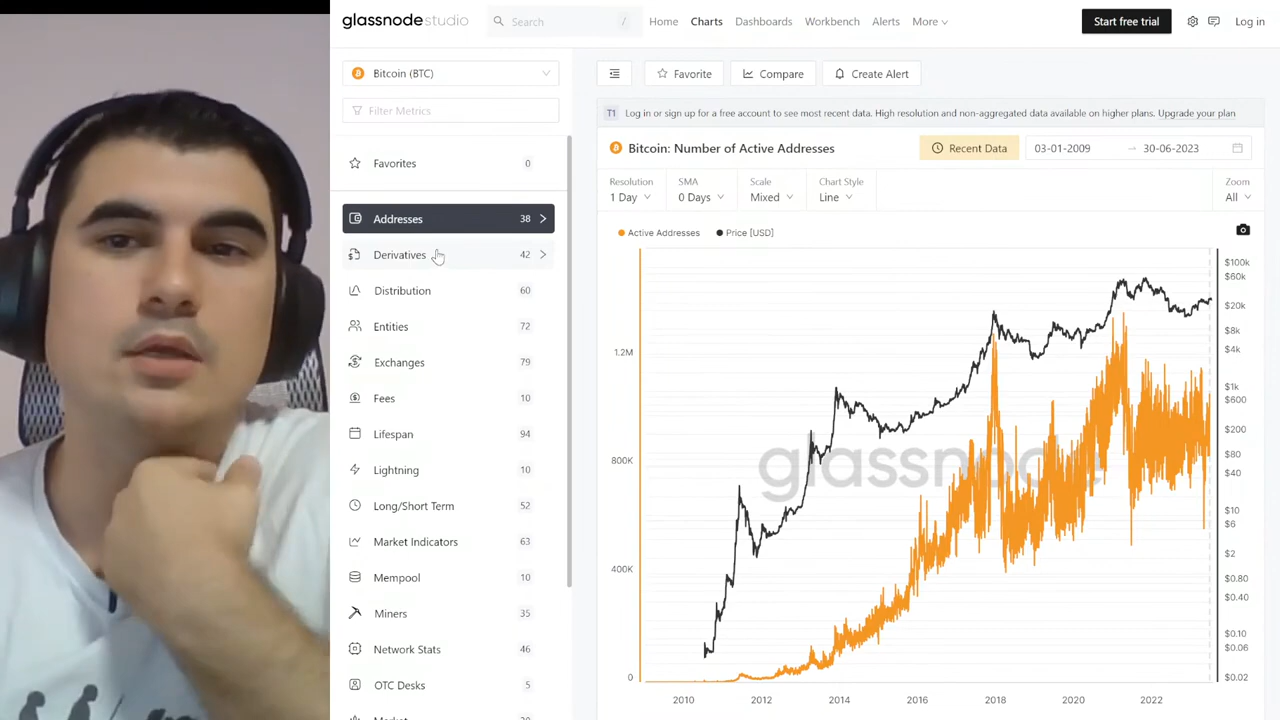 glassnode studio
Search /
Home Charts Dashboards Workbench Alerts More
Start free trial
Log in
Bitcoin (BTC)
Filter Metrics
Favorites 0
Addresses 38
Derivatives 42
Distribution 60
Entities 72
Exchanges 79
Fees 10
Lifespan 94
Lightning 10
Long/Short Term 52
Market Indicators 63
Mempool 10
Miners 35
Network Stats 46
OTC Desks 5
Favorite Compare Create Alert
T1 Log in or sign up for a free account to see most recent data. High resolution and non-aggregated data available on higher plans. Upgrade your plan
Bitcoin: Number of Active Addresses
Recent Data
03-01-2009 → 30-06-2023
Resolution SMA Scale Chart Style Zoom
1 Day 0 Days Mixed Line All
Active Addresses Price [USD]
1.2M
800K
400K
0
glassnode
$100k
$60k
$20k
$8k
$4k
$1k
$600
$200
$80
$40
$10
$6
$2
$0.80
$0.40
$0.10
$0.06
$0.02
2010 2012 2014 2016 2018 2020 2022